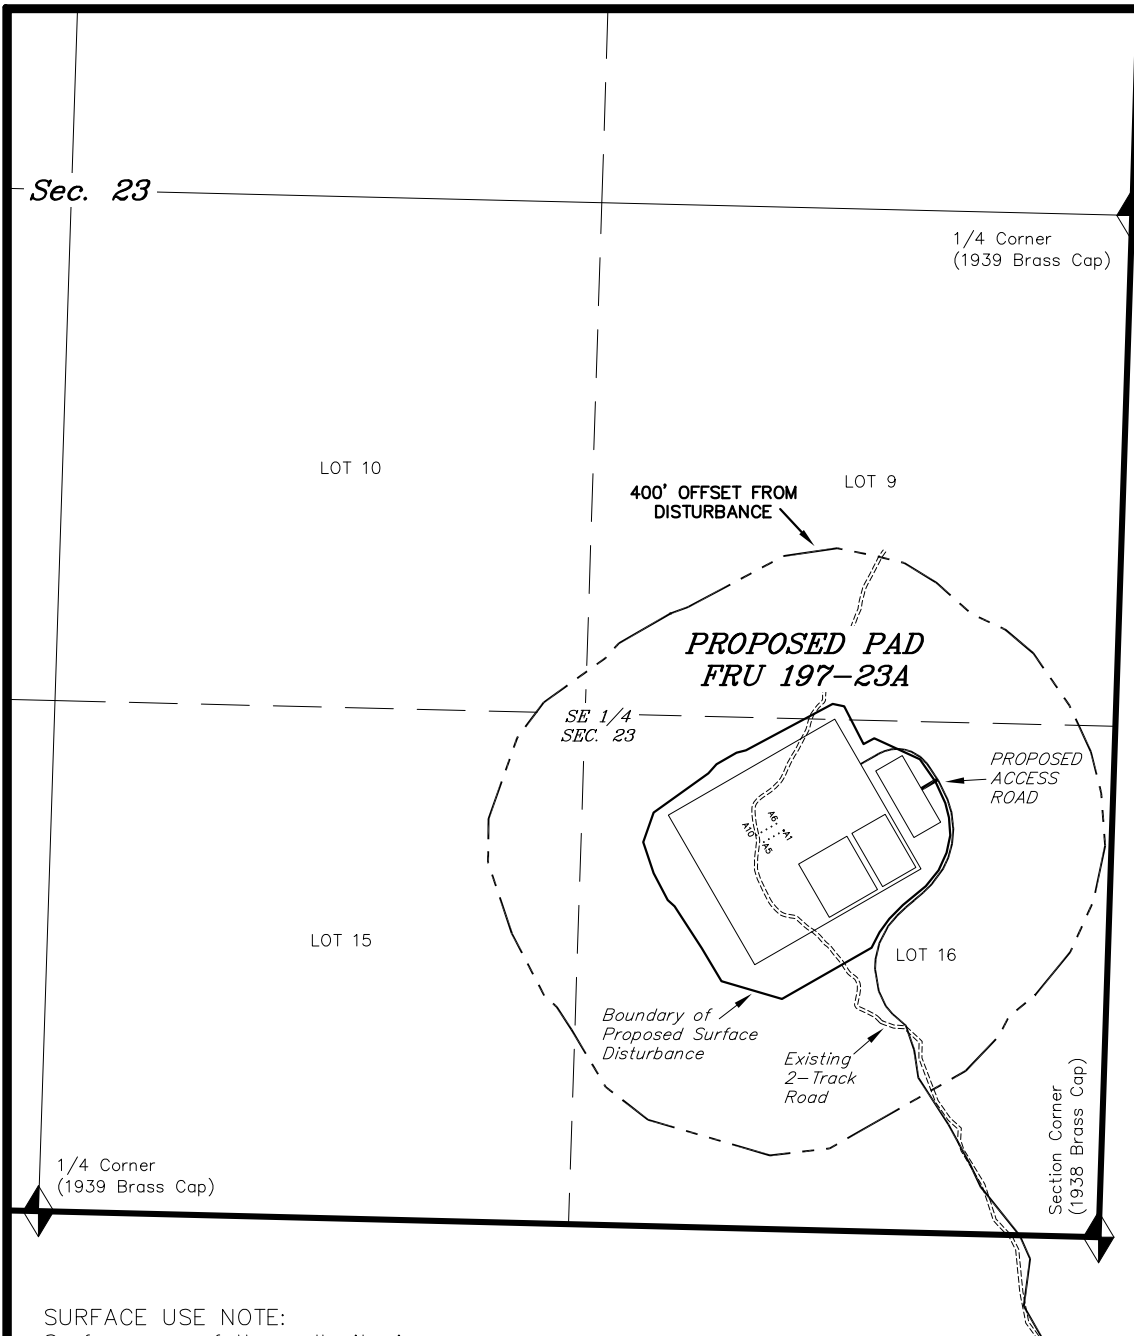 Sec. 23
1/4 Corner
(1939 Brass Cap)
LOT 10
LOT 9
400' OFFSET FROM
DISTURBANCE
PROPOSED PAD
FRU 197-23A
SE 1/4
SEC. 23
PROPOSED
ACCESS
ROAD
A6
A1
A10
A5
LOT 15
LOT 16
Boundary of
Proposed Surface
Disturbance
Existing
2-Track
Road
Section Corner
(1938 Brass Cap)
1/4 Corner
(1939 Brass Cap)
SURFACE USE NOTE: